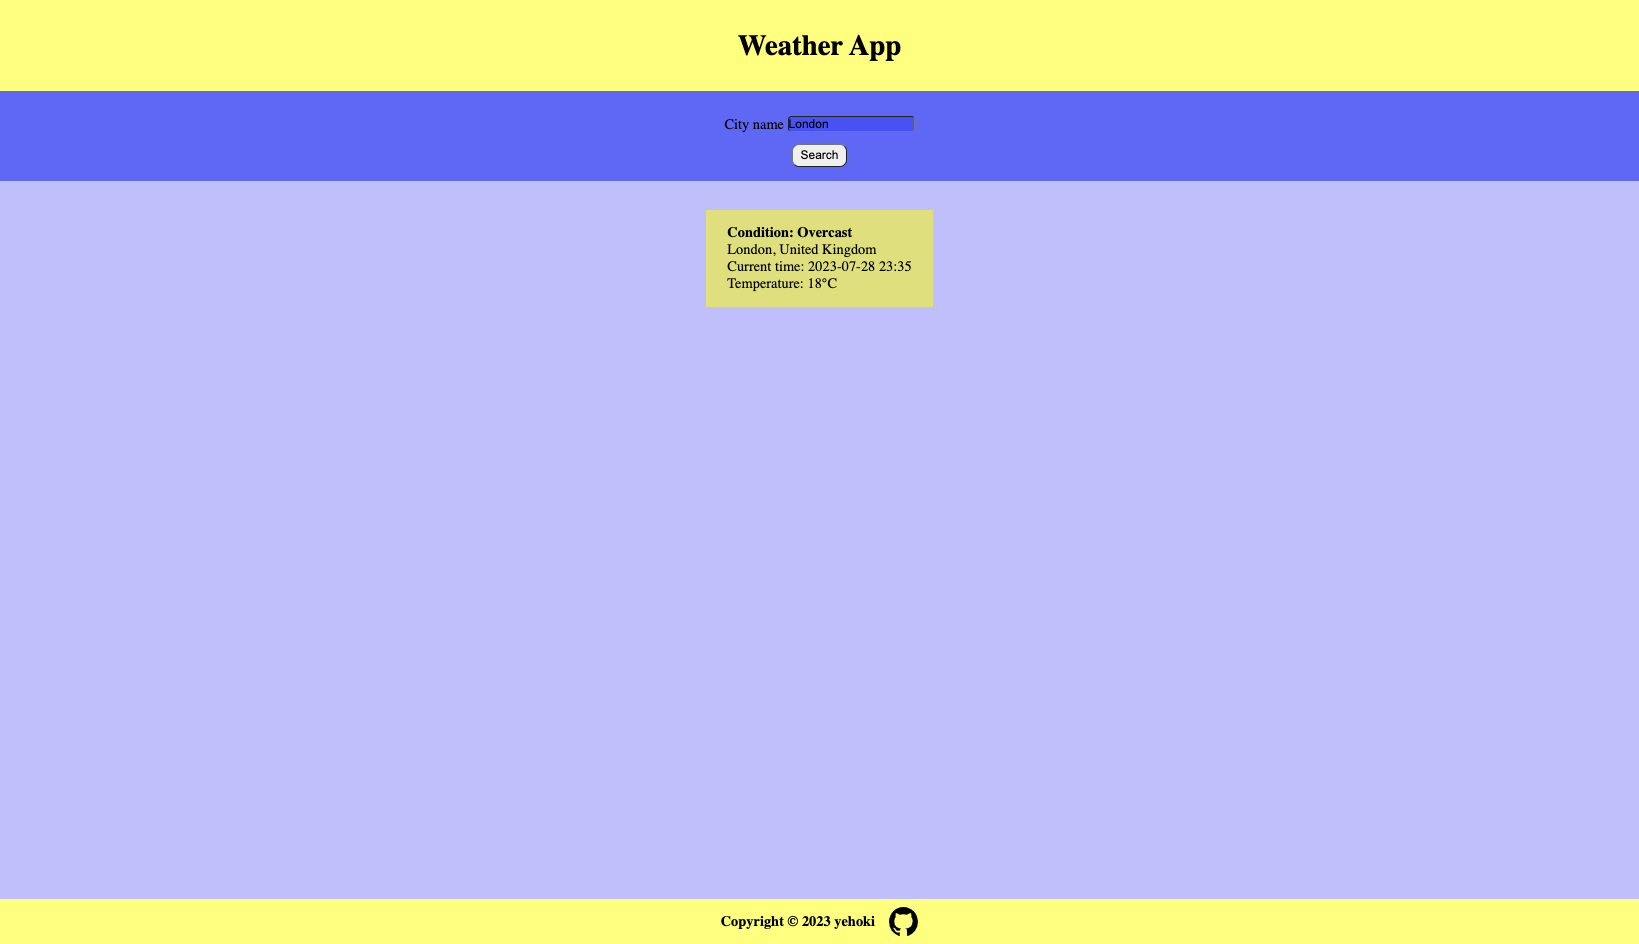 Weather App
City name London
Search
Condition: Overcast
London, United Kingdom
Current time: 2023-07-28 23:35
Temperature: 18°C
Copyright © 2023 yehoki